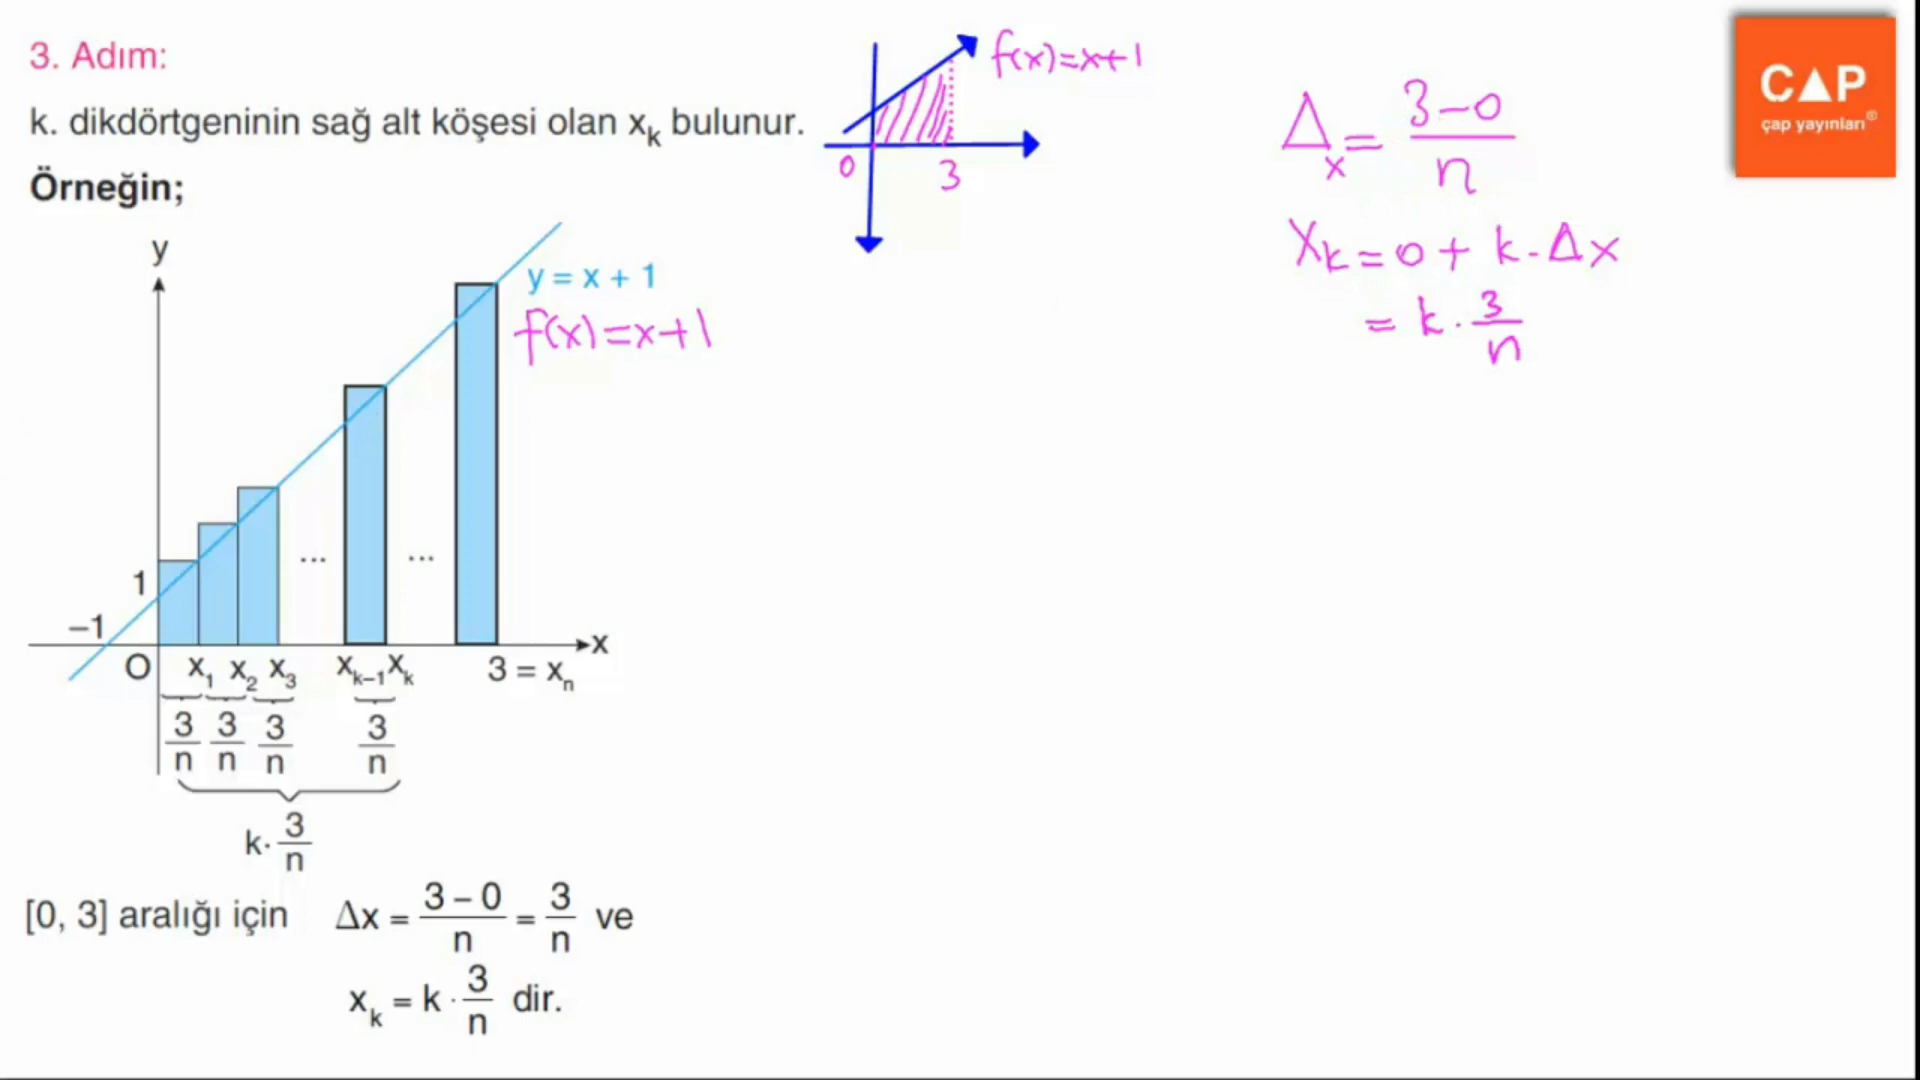 3. Adım:
k. dikdörtgeninin sağ alt köşesi olan xₖ bulunur.
Örneğin;
f(x)=x+1
0
3
Δx = (3-0)/n
Xk = 0 + k · Δx
= k · 3/n
CAP
çap yayınları®
y
y = x + 1
f(x)=x+1
... ...
1
–1
O x₁ x₂ x₃ xₖ₋₁ xₖ 3 = xₙ x
3/n 3/n 3/n 3/n
k · 3/n
[0, 3] aralığı için Δx = (3 – 0)/n = 3/n ve
xₖ = k · 3/n dir.